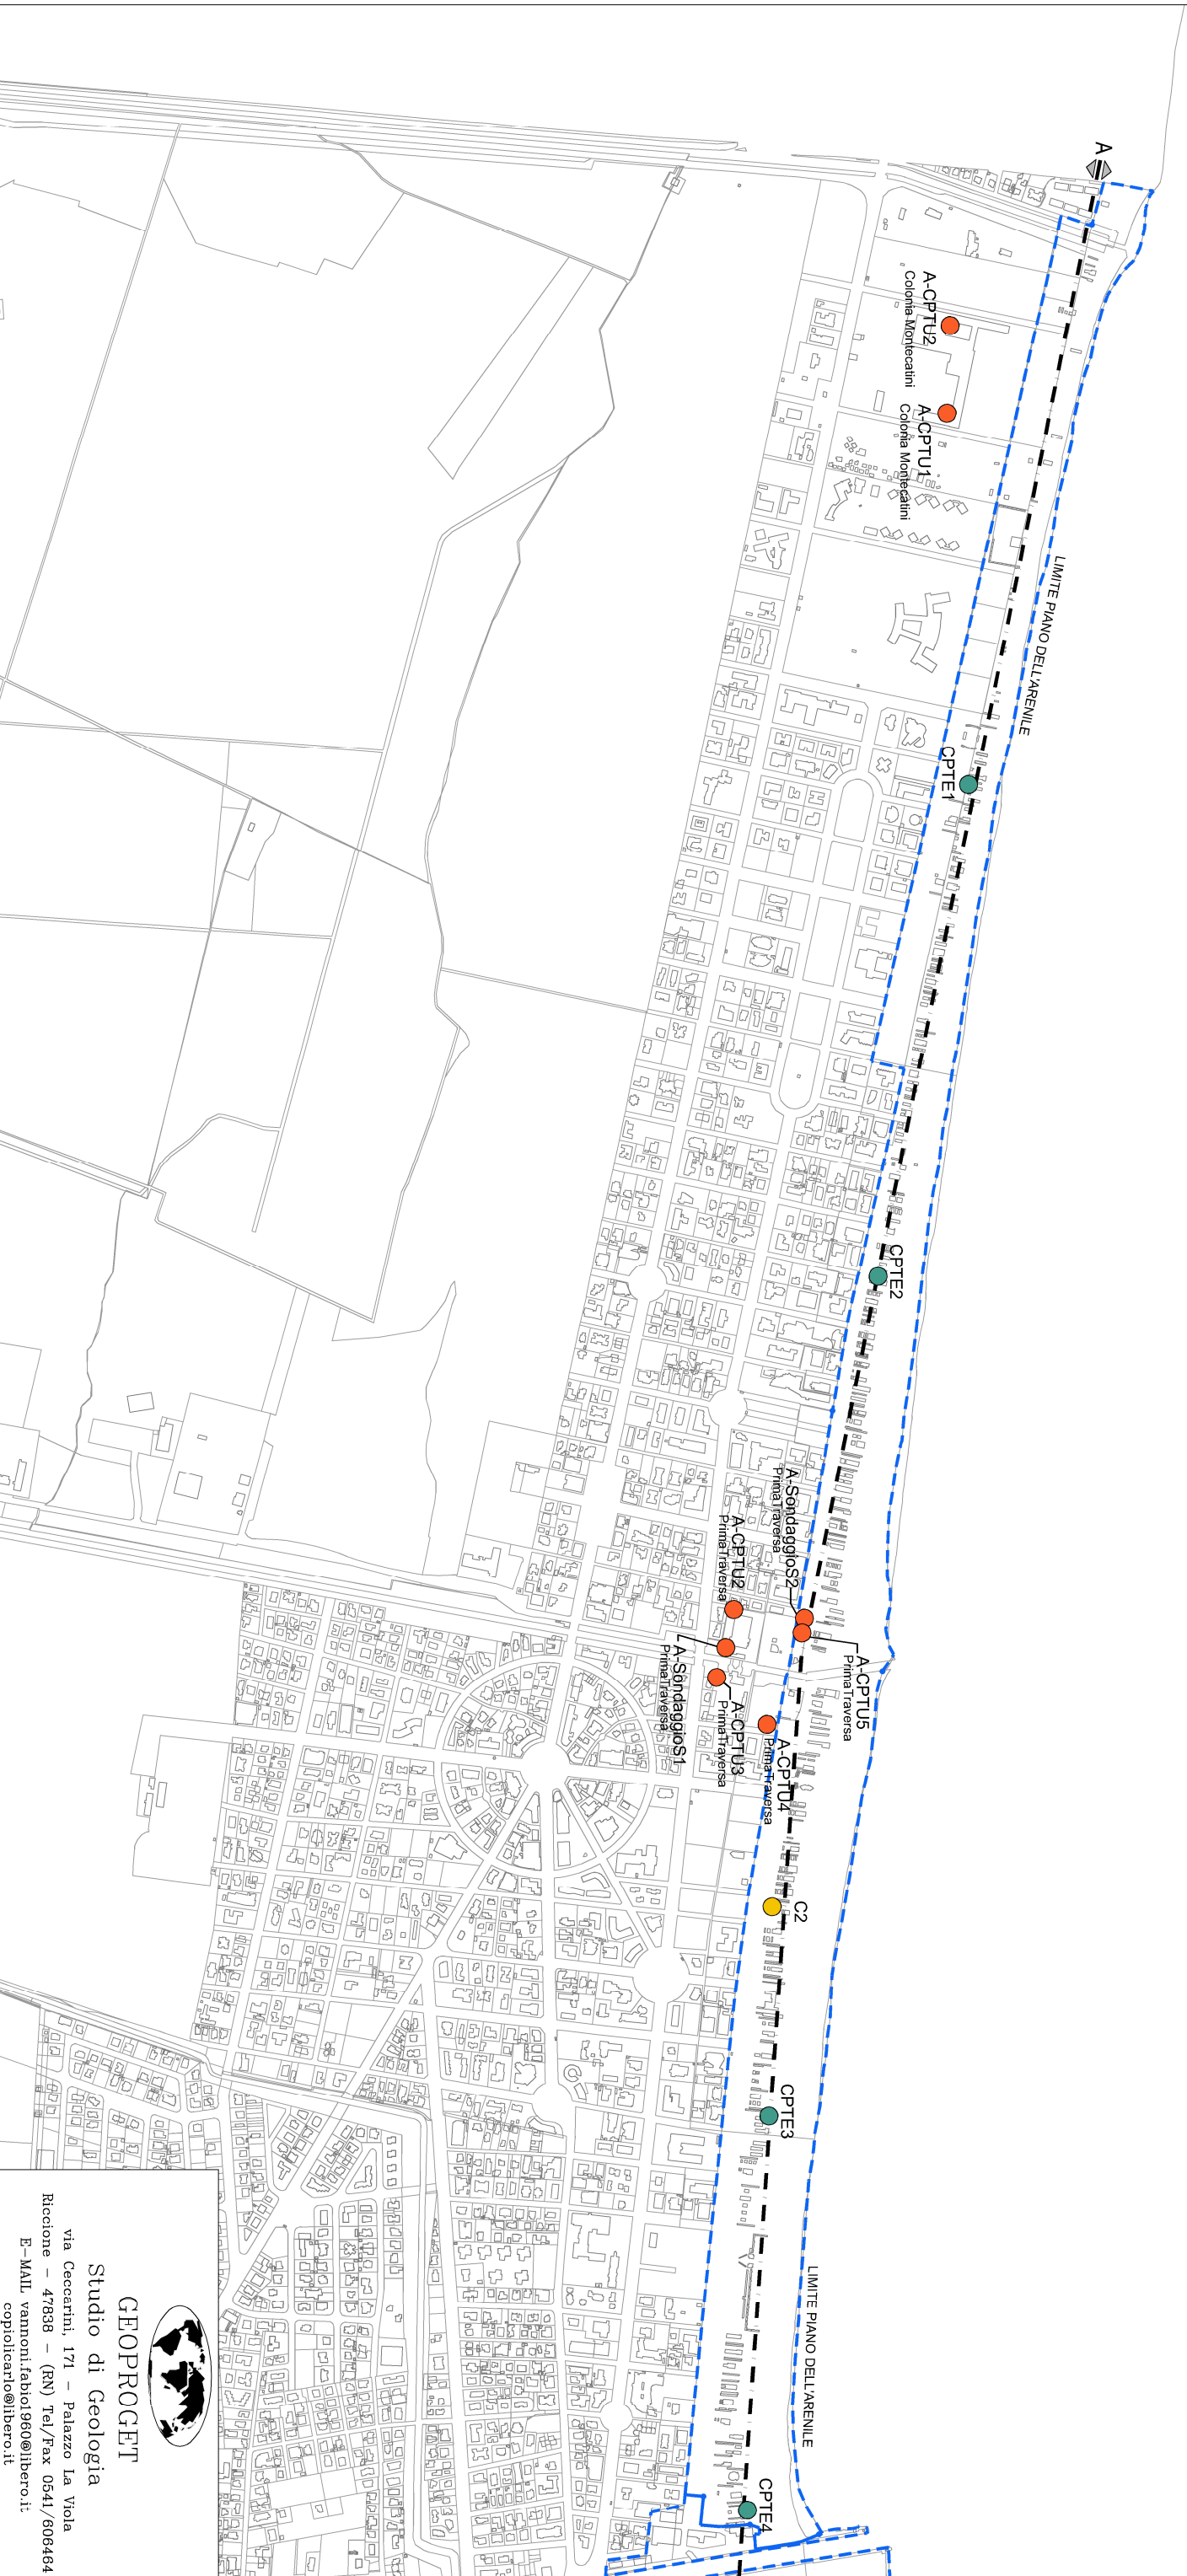 A
A-CPTU2
Colonia Montecatini
A-CPTU1
Colonia Montecatini
LIMITE PIANO DELL'ARENILE
CPTE1
CPTE2
A-SondaggioS2
PrimaTraversa
A-CPTU2
PrimaTraversa
A-CPTU5
PrimaTraversa
A-SondaggioS1
PrimaTraversa
A-CPTU3
PrimaTraversa
A-CPTU4
PrimaTraversa
C2
CPTE3
LIMITE PIANO DELL'ARENILE
CPTE4
GEOPROGET
Studio di Geologia
via Ceccarini, 171 - Palazzo La Viola
Riccione - 47838 - (RN) Tel/Fax 0541/606464
E-MAIL vannoni.fabio1960@libero.it
copiolicarlo@libero.it